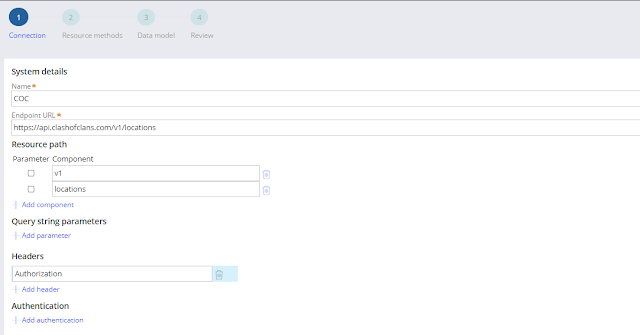 1 2 3 4
Connection Resource methods Data model Review
System details
Name*
COC
Endpoint URL*
https://api.clashofclans.com/v1/locations
Resource path
Parameter Component
v1
locations
Add component
Query string parameters
Add parameter
Headers
Authorization
Add header
Authentication
Add authentication